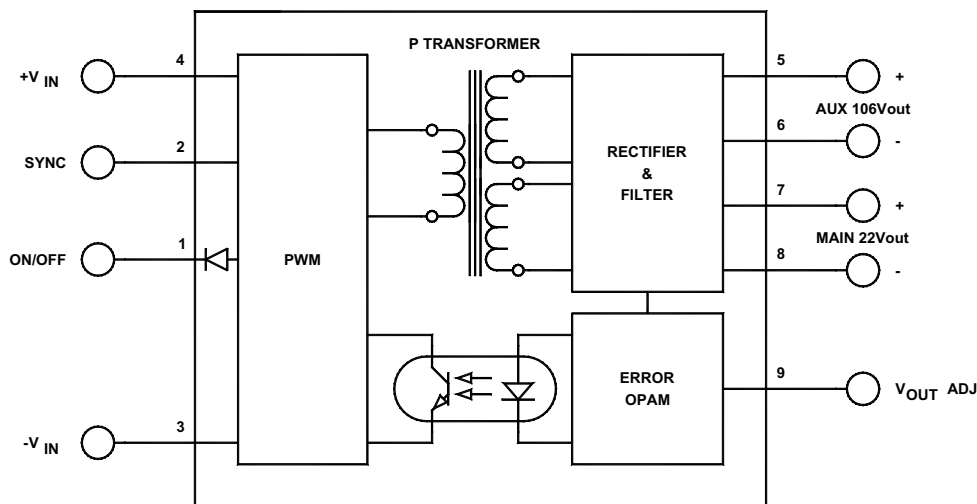 P TRANSFORMER
+V IN
4
SYNC
2
ON/OFF
1
-V IN
3
PWM
RECTIFIER
&
FILTER
ERROR
OPAM
5
+
AUX 106Vout
6
-
7
+
MAIN 22Vout
8
-
9
VOUT ADJ